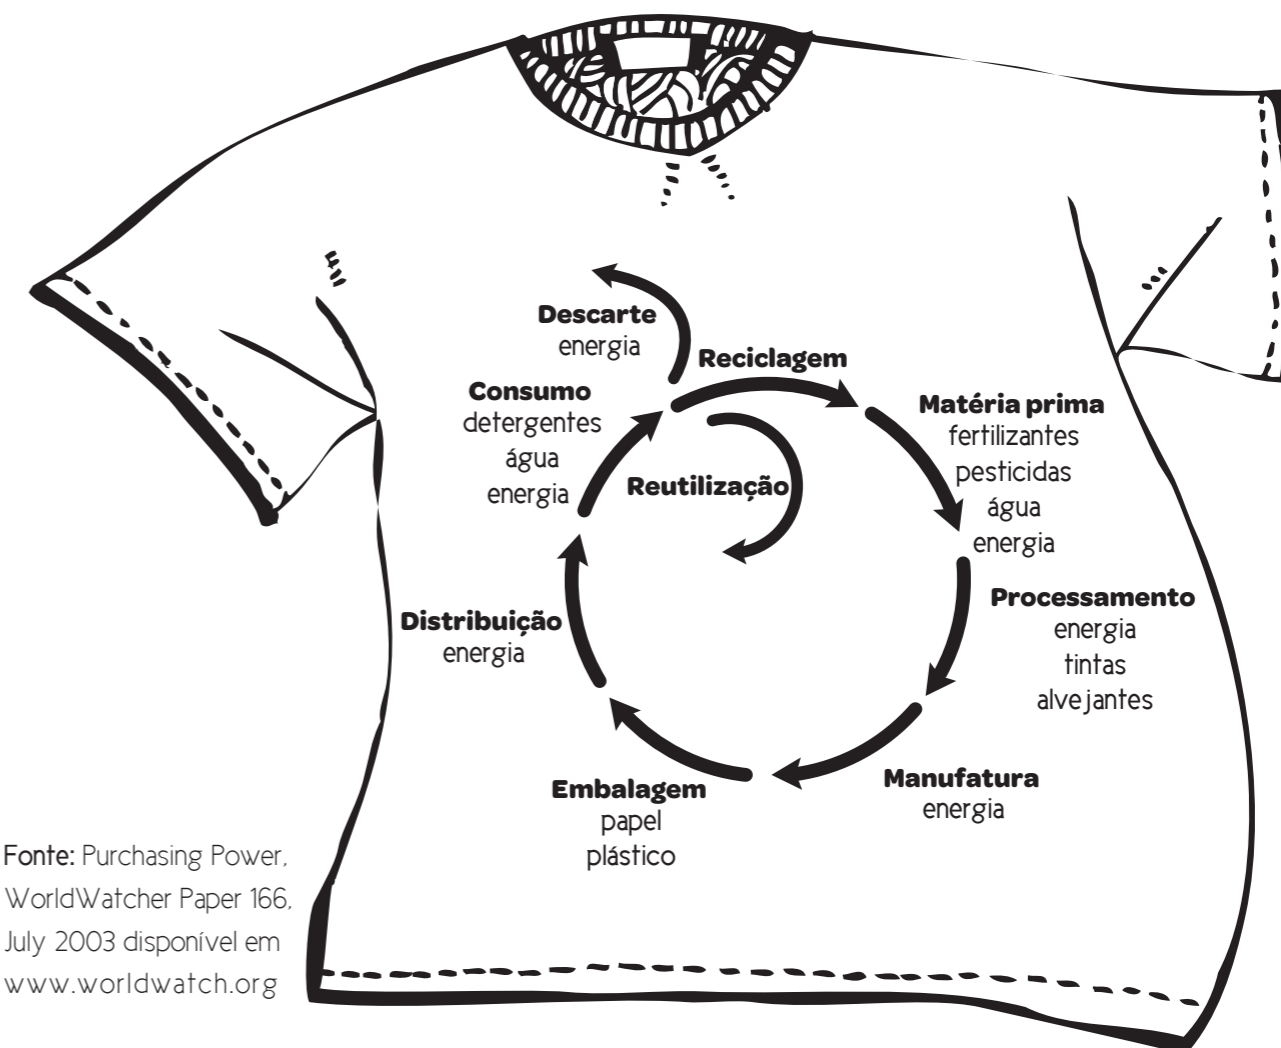 Descarte
energia
Reciclagem
Consumo
detergentes
água
energia
Matéria prima
fertilizantes
pesticidas
água
energia
Reutilização
Processamento
energia
tintas
alvejantes
Distribuição
energia
Manufatura
energia
Embalagem
papel
plástico
Fonte: Purchasing Power,
WorldWatcher Paper 166,
July 2003 disponível em
www.worldwatch.org